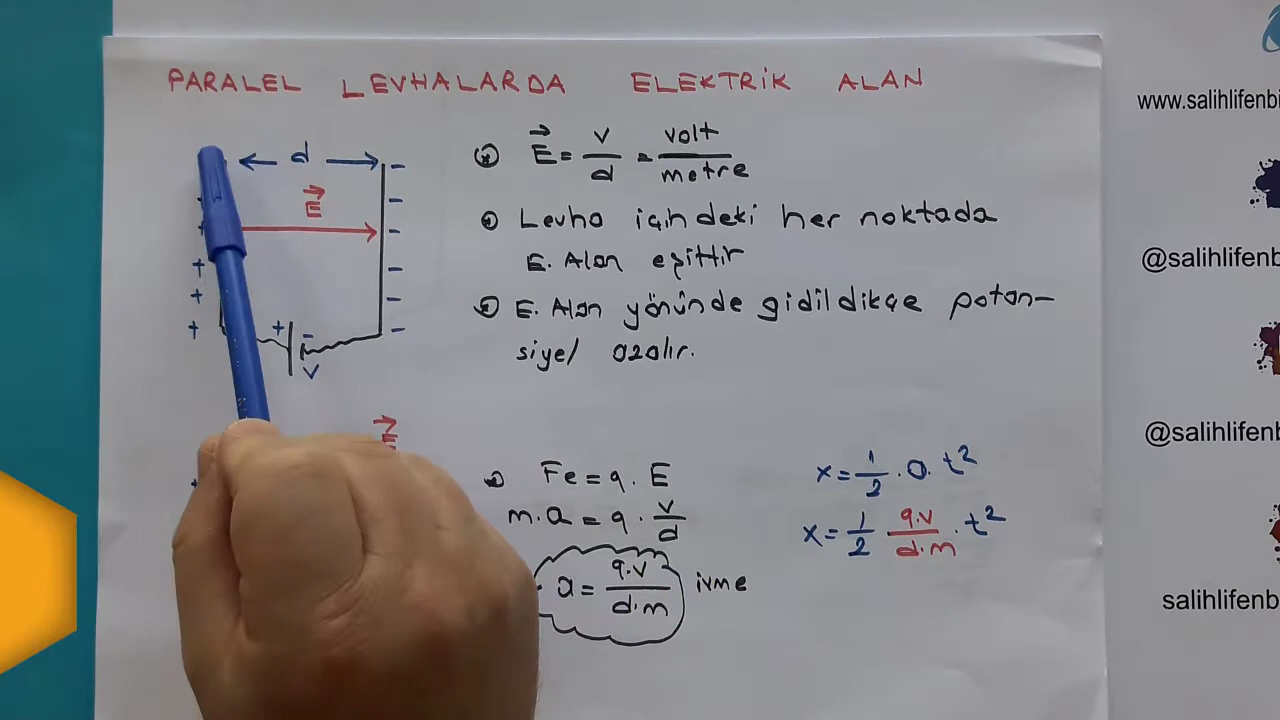 PARALEL LEVHALARDA ELEKTRİK ALAN
d
E
+ -
V
E = V/d = volt/metre
Levha içindeki her noktada
E. Alan eşittir
E. Alan yönünde gidildikçe potan-
siyel azalır.
E
Fe = q . E
m.a = q . V/d
a = q.V/d.m ivme
x = 1/2 . a . t²
x = 1/2 . q.V/d.m . t²
www.salihlifenbi
@salihlifenb
@salihlifenb
salihlifenb